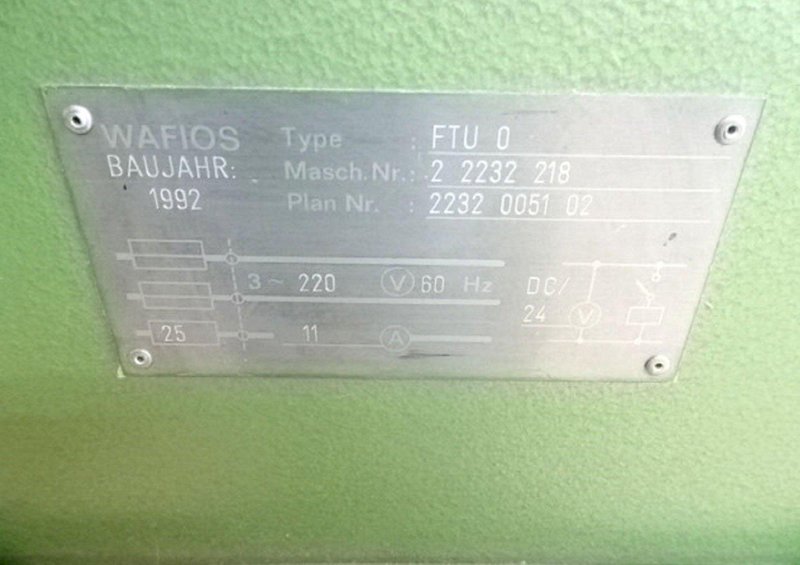 WAFIOS Type : FTU 0
BAUJAHR: Masch.Nr.: 2 2232 218
1992 Plan Nr. : 2232 0051 02
3 ~ 220 V 60 Hz DC/
24 V
25 11 A